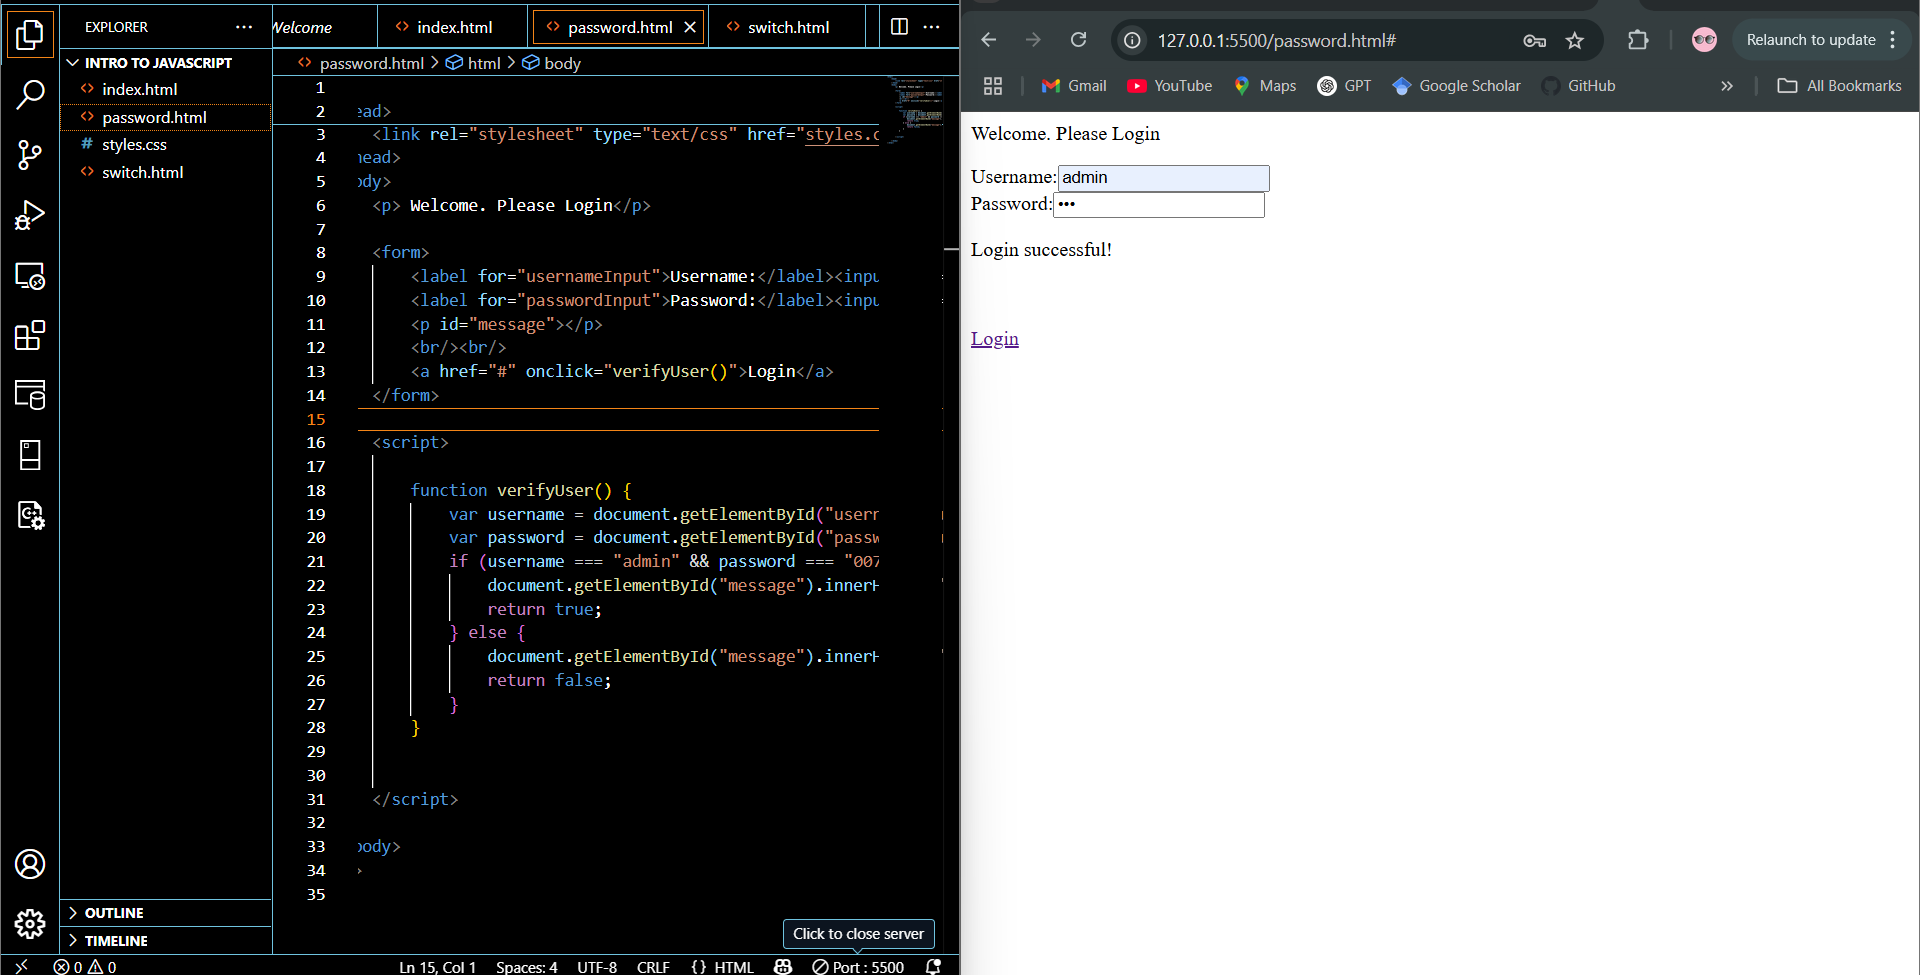 EXPLORER
INTRO TO JAVASCRIPT
index.html
password.html
styles.css
switch.html
OUTLINE
TIMELINE
Welcome
index.html
password.html
switch.html
password.html > html > body
1
2 ead>
3 <link rel="stylesheet" type="text/css" href="styles.c
4 head>
5 ody>
6 <p> Welcome. Please Login</p>
7
8 <form>
9 <label for="usernameInput">Username:</label><inpu
10 <label for="passwordInput">Password:</label><inpu
11 <p id="message"></p>
12 <br/><br/>
13 <a href="#" onclick="verifyUser()">Login</a>
14 </form>
15
16 <script>
17
18 function verifyUser() {
19 var username = document.getElementById("usern
20 var password = document.getElementById("passw
21 if (username === "admin" && password === "007
22 document.getElementById("message").innerH
23 return true;
24 } else {
25 document.getElementById("message").innerH
26 return false;
27 }
28 }
29
30
31 </script>
32
33 body>
34 >
35
Click to close server
0 0
Ln 15, Col 1 Spaces: 4 UTF-8 CRLF {} HTML Port : 5500
127.0.0.1:5500/password.html#
Relaunch to update
Gmail YouTube Maps GPT Google Scholar GitHub » All Bookmarks
Welcome. Please Login
Username: admin
Password: •••
Login successful!
Login